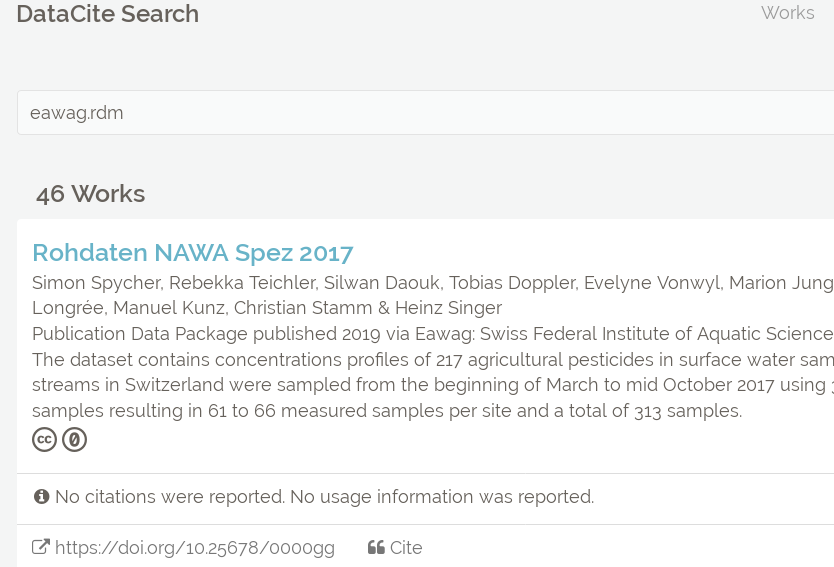 DataCite Search
Works
eawag.rdm
46 Works
Rohdaten NAWA Spez 2017
Simon Spycher, Rebekka Teichler, Silwan Daouk, Tobias Doppler, Evelyne Vonwyl, Marion Jung
Longrée, Manuel Kunz, Christian Stamm & Heinz Singer
Publication Data Package published 2019 via Eawag: Swiss Federal Institute of Aquatic Science
The dataset contains concentrations profiles of 217 agricultural pesticides in surface water sam
streams in Switzerland were sampled from the beginning of March to mid October 2017 using
samples resulting in 61 to 66 measured samples per site and a total of 313 samples.
cc 0
No citations were reported. No usage information was reported.
https://doi.org/10.25678/0000gg
Cite